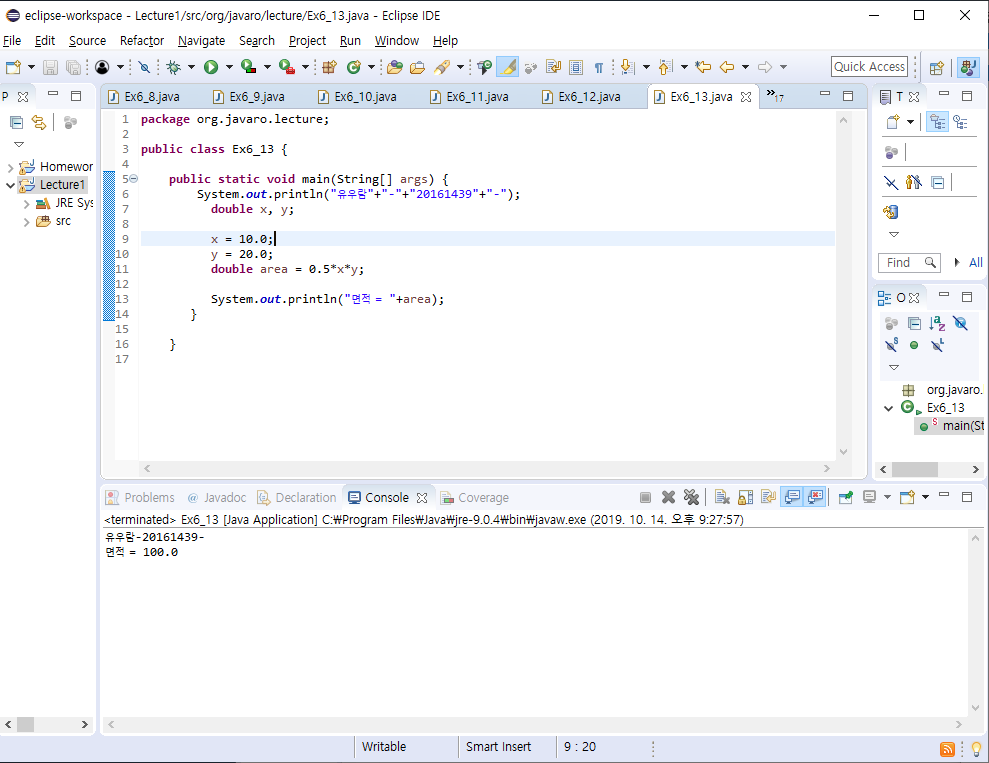 eclipse-workspace - Lecture1/src/org/javaro/lecture/Ex6_13.java - Eclipse IDE
File Edit Source Refactor Navigate Search Project Run Window Help
Quick Access
P
Ex6_8.java Ex6_9.java Ex6_10.java Ex6_11.java Ex6_12.java Ex6_13.java »17
T
Homewor
Lecture1
JRE Sys
src
1 package org.javaro.lecture;
2
3 public class Ex6_13 {
4
5 public static void main(String[] args) {
6 System.out.println("유우람"+"-"+"20161439"+"-");
7 double x, y;
8
9 x = 10.0;
10 y = 20.0;
11 double area = 0.5*x*y;
12
13 System.out.println("면적 = "+area);
14 }
15
16 }
17
Find All
O
org.javaro.
Ex6_13
main(St
Problems @ Javadoc Declaration Console Coverage
<terminated> Ex6_13 [Java Application] C:₩Program Files₩Java₩jre-9.0.4₩bin₩javaw.exe (2019. 10. 14. 오후 9:27:57)
유우람-20161439-
면적 = 100.0
Writable Smart Insert 9 : 20